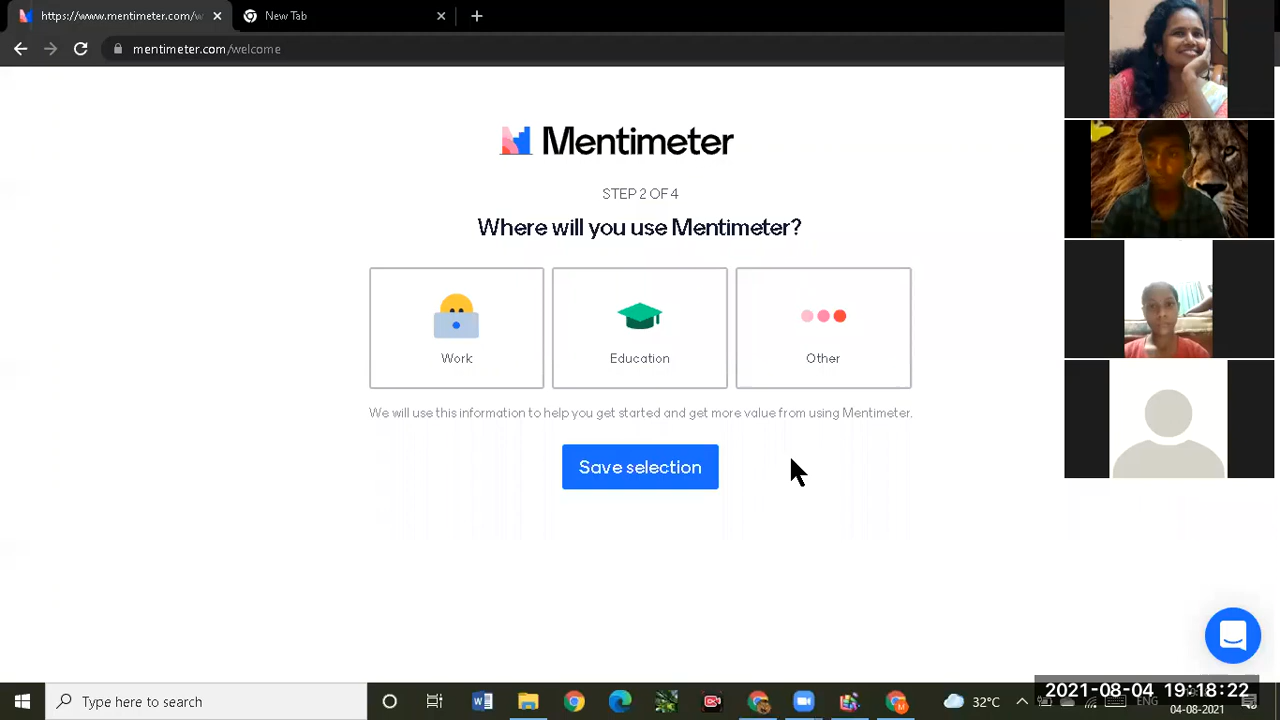 https://www.mentimeter.com/w
New Tab
mentimeter.com/welcome
Mentimeter
STEP 2 OF 4
Where will you use Mentimeter?
Work
Education
Other
We will use this information to help you get started and get more value from using Mentimeter.
Save selection
Type here to search
32°C
ENG
2021-08-04 19:18:22
04-08-2021